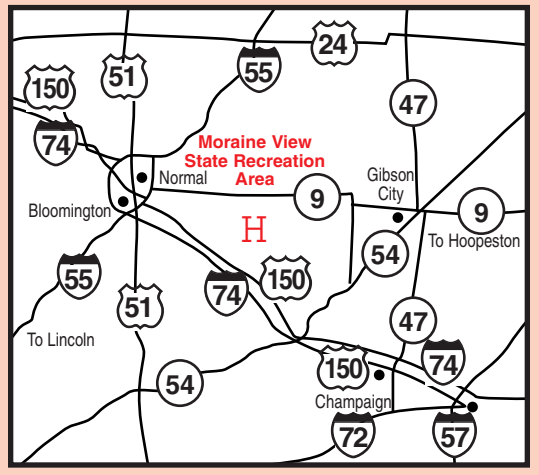 24
51
55
150
47
74
Moraine View
State Recreation
Area
Gibson
City
Normal
9
9
Bloomington
H
To Hoopeston
54
55
74
150
51
47
To Lincoln
150
74
54
Champaign
72
57